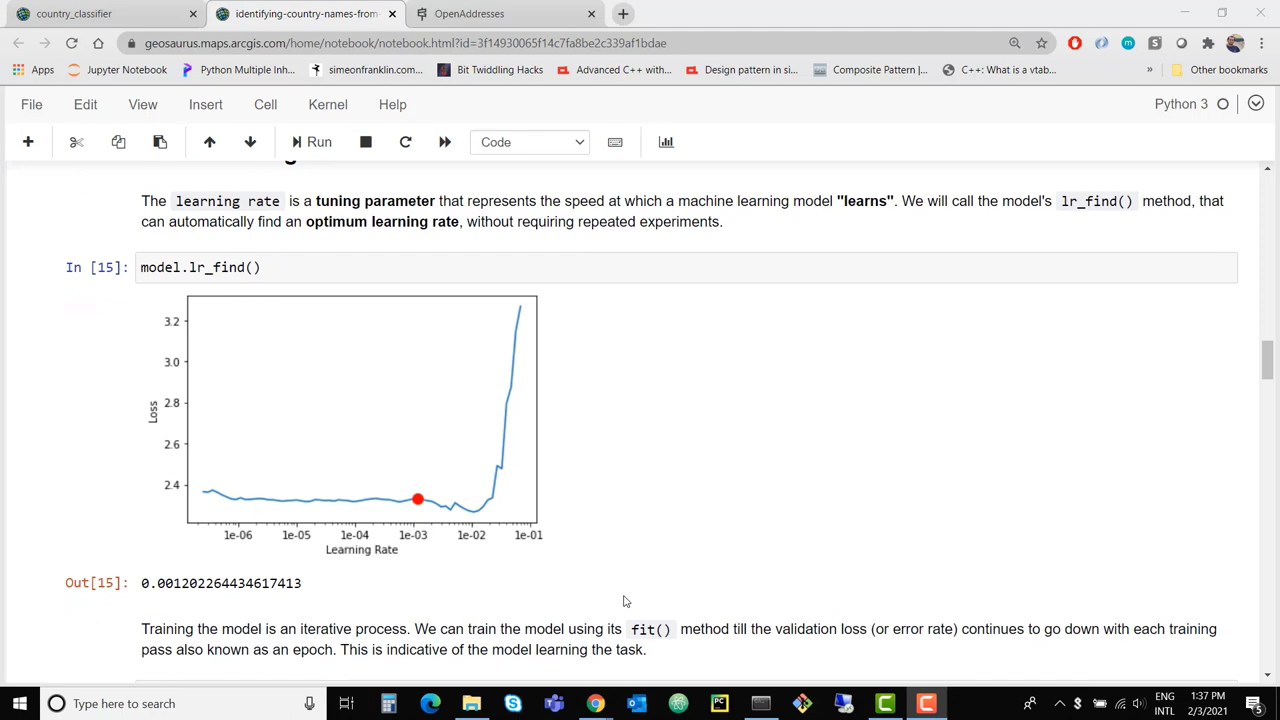 country_classifier
identifying-country-names-from-
OpenAddresses
geosaurus.maps.arcgis.com/home/notebook/notebook.html?id=3f14930065f14c7fa8be2c339af1bdae
Apps
Jupyter Notebook
Python Multiple Inh...
simeonfranklin.com...
Bit Twiddling Hacks
Advanced C++ with...
Design pattern in si...
Composite Pattern |...
C++: What is a vtab...
»
Other bookmarks
File Edit View Insert Cell Kernel Help
Python 3
Run
Code
The learning rate is a tuning parameter that represents the speed at which a machine learning model "learns". We will call the model's lr_find() method, that
can automatically find an optimum learning rate, without requiring repeated experiments.
In [15]: model.lr_find()
3.2
3.0
2.8
2.6
2.4
Loss
1e-06 1e-05 1e-04 1e-03 1e-02 1e-01
Learning Rate
Out[15]: 0.001202264434617413
Training the model is an iterative process. We can train the model using its fit() method till the validation loss (or error rate) continues to go down with each training
pass also known as an epoch. This is indicative of the model learning the task.
Type here to search
ENG
INTL
1:37 PM
2/3/2021
5